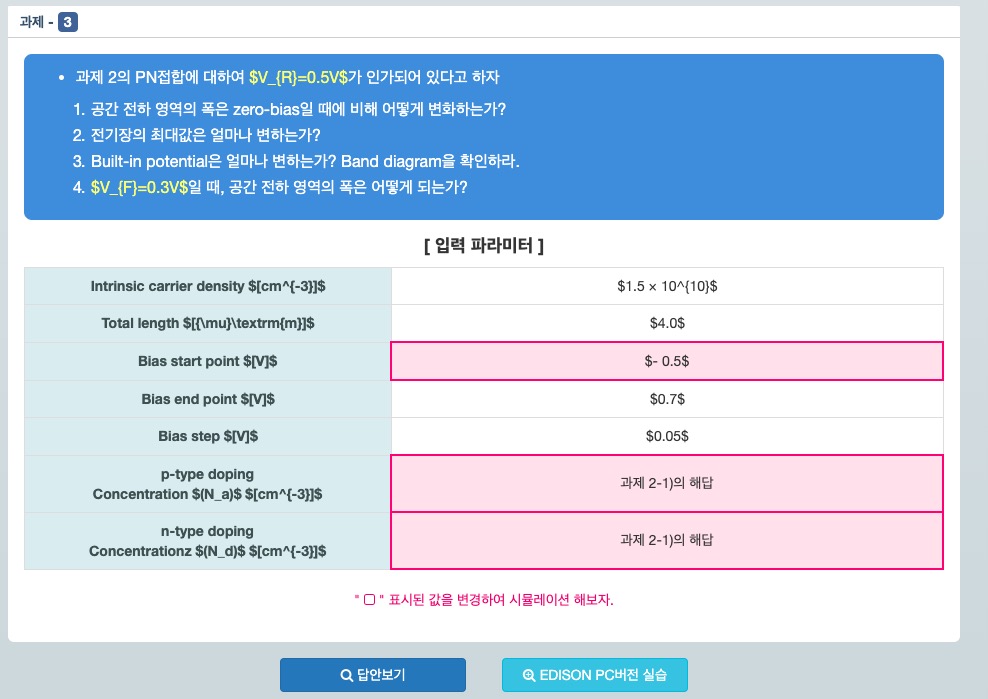 과제 - 3
• 과제 2의 PN접합에 대하여 $V_{R}=0.5V$가 인가되어 있다고 하자
1. 공간 전하 영역의 폭은 zero-bias일 때에 비해 어떻게 변화하는가?
2. 전기장의 최대값은 얼마나 변하는가?
3. Built-in potential은 얼마나 변하는가? Band diagram을 확인하라.
4. $V_{F}=0.3V$일 때, 공간 전하 영역의 폭은 어떻게 되는가?
[ 입력 파라미터 ]
Intrinsic carrier density $[cm^{-3}]$ $1.5 × 10^{10}$
Total length $[{\mu}\textrm{m}]$ $4.0$
Bias start point $[V]$ $- 0.5$
Bias end point $[V]$ $0.7$
Bias step $[V]$ $0.05$
p-type doping
Concentration $(N_a)$ $[cm^{-3}]$ 과제 2-1)의 해답
n-type doping
Concentrationz $(N_d)$ $[cm^{-3}]$ 과제 2-1)의 해답
" □ " 표시된 값을 변경하여 시뮬레이션 해보자.
답안보기 EDISON PC버전 실습